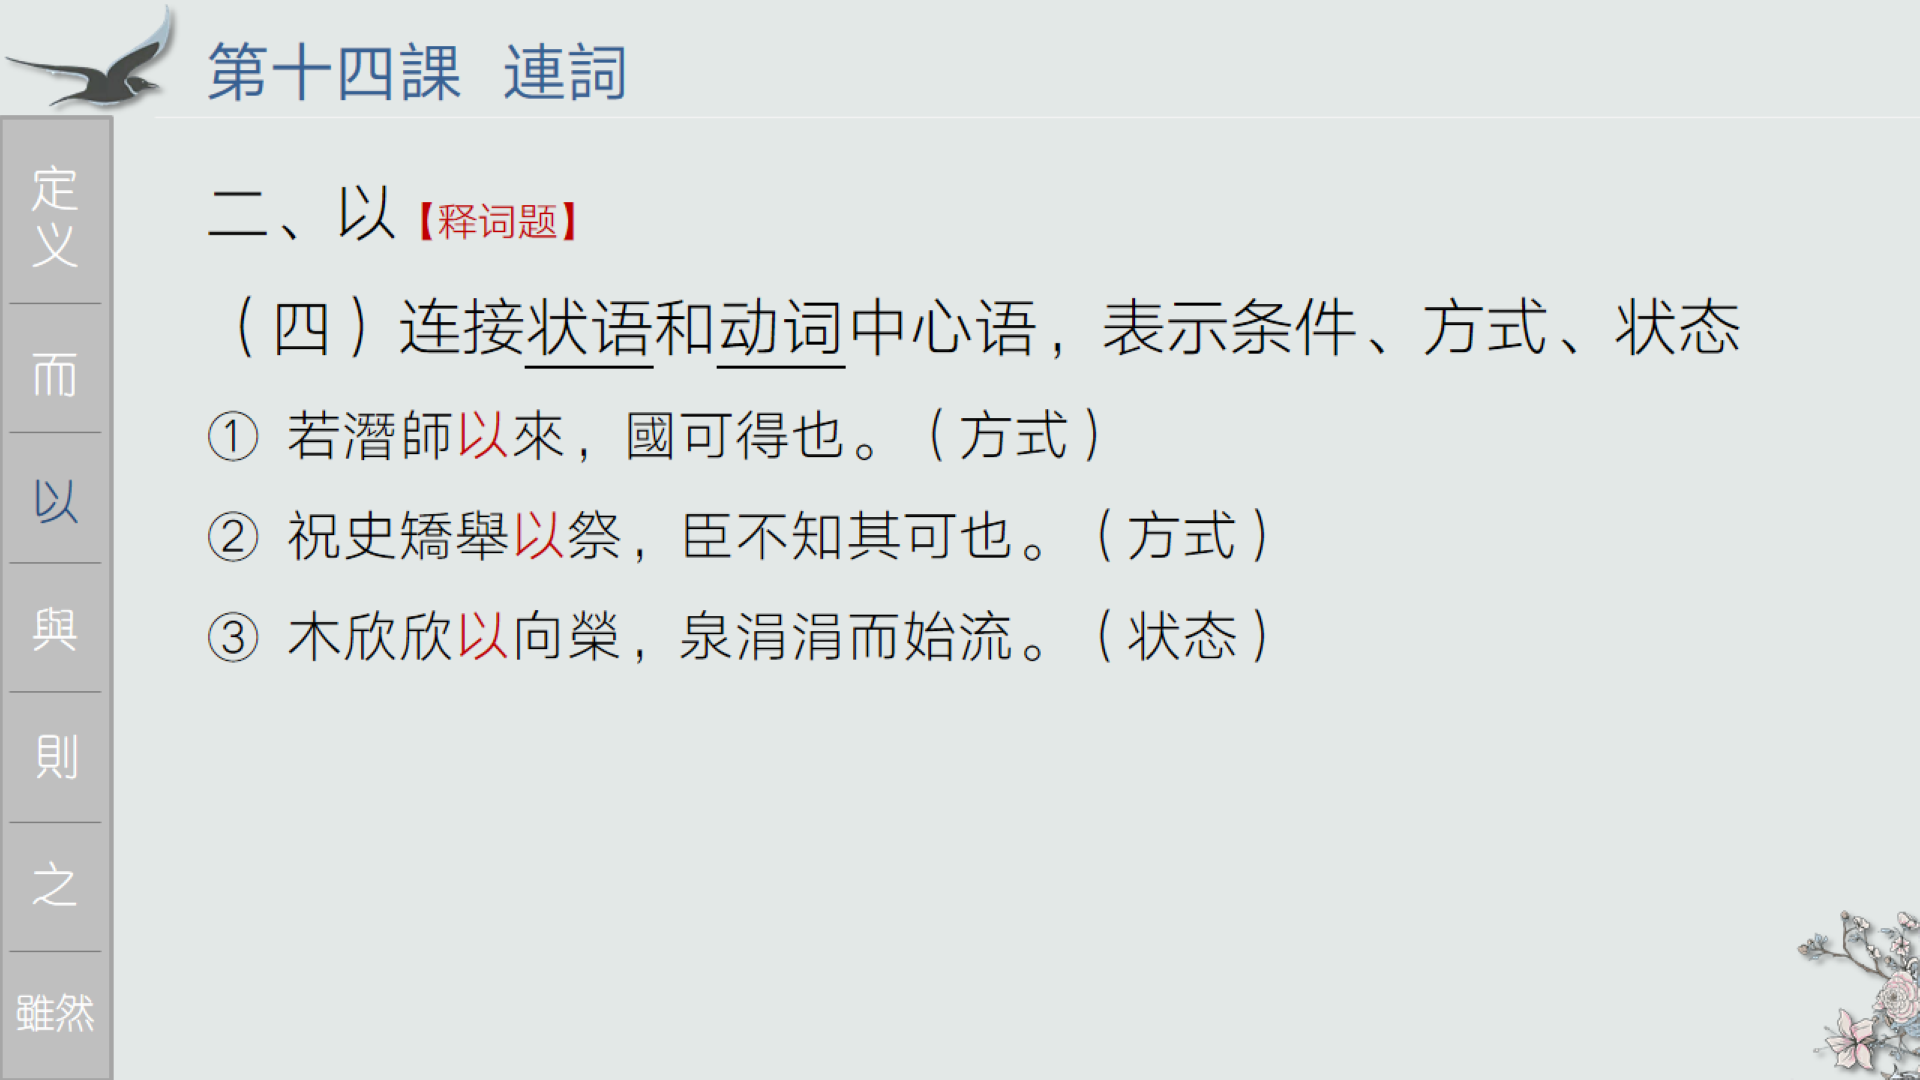 第十四課 連詞
定义
而
以
與
則
之
雖然
二、以【释词题】
（四）连接状语和动词中心语，表示条件、方式、状态
① 若潛師以來，國可得也。（方式）
② 祝史矯舉以祭，臣不知其可也。（方式）
③ 木欣欣以向榮，泉涓涓而始流。（状态）